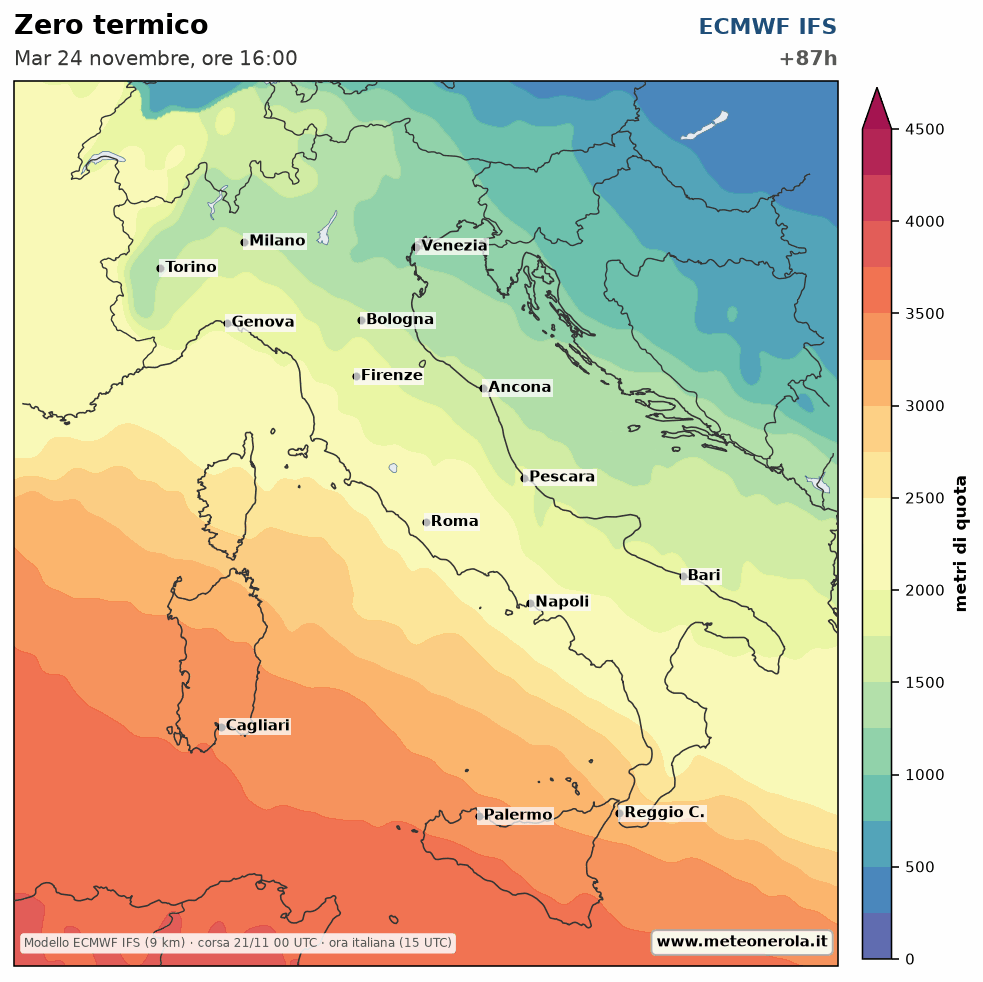 Zero termico
ECMWF IFS
Mar 24 novembre, ore 16:00
+87h
Milano
Venezia
Torino
Genova
Bologna
Firenze
Ancona
Pescara
Roma
Bari
Napoli
Cagliari
Palermo
Reggio C.
4500
4000
3500
3000
2500
2000
1500
1000
500
0
metri di quota
Modello ECMWF IFS (9 km) · corsa 21/11 00 UTC · ora italiana (15 UTC)
www.meteonerola.it